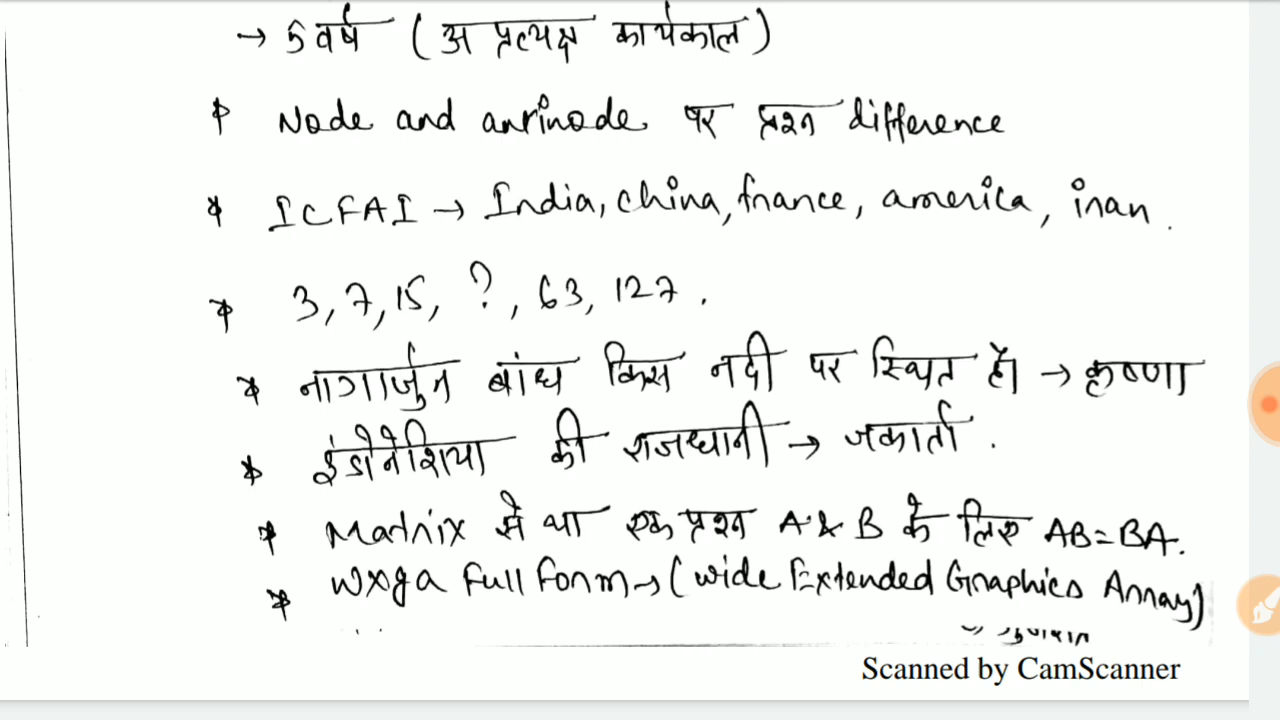 → 5 वर्ष ( अ प्रत्यक्ष कार्यकाल )
* Node and antinode पर प्रश्न difference
* ICFAI → India, china, france, america, iran.
* 3, 7, 15, ?, 63, 127.
* नागार्जुन बांध किस नदी पर स्थित है। → कृष्णा
* इंडोनेशिया की राजधानी → जकार्ता.
* Matrix से था एक प्रश्न A & B के लिए AB=BA.
* wxga Full Form → (wide Extended Graphics Array)
Scanned by CamScanner